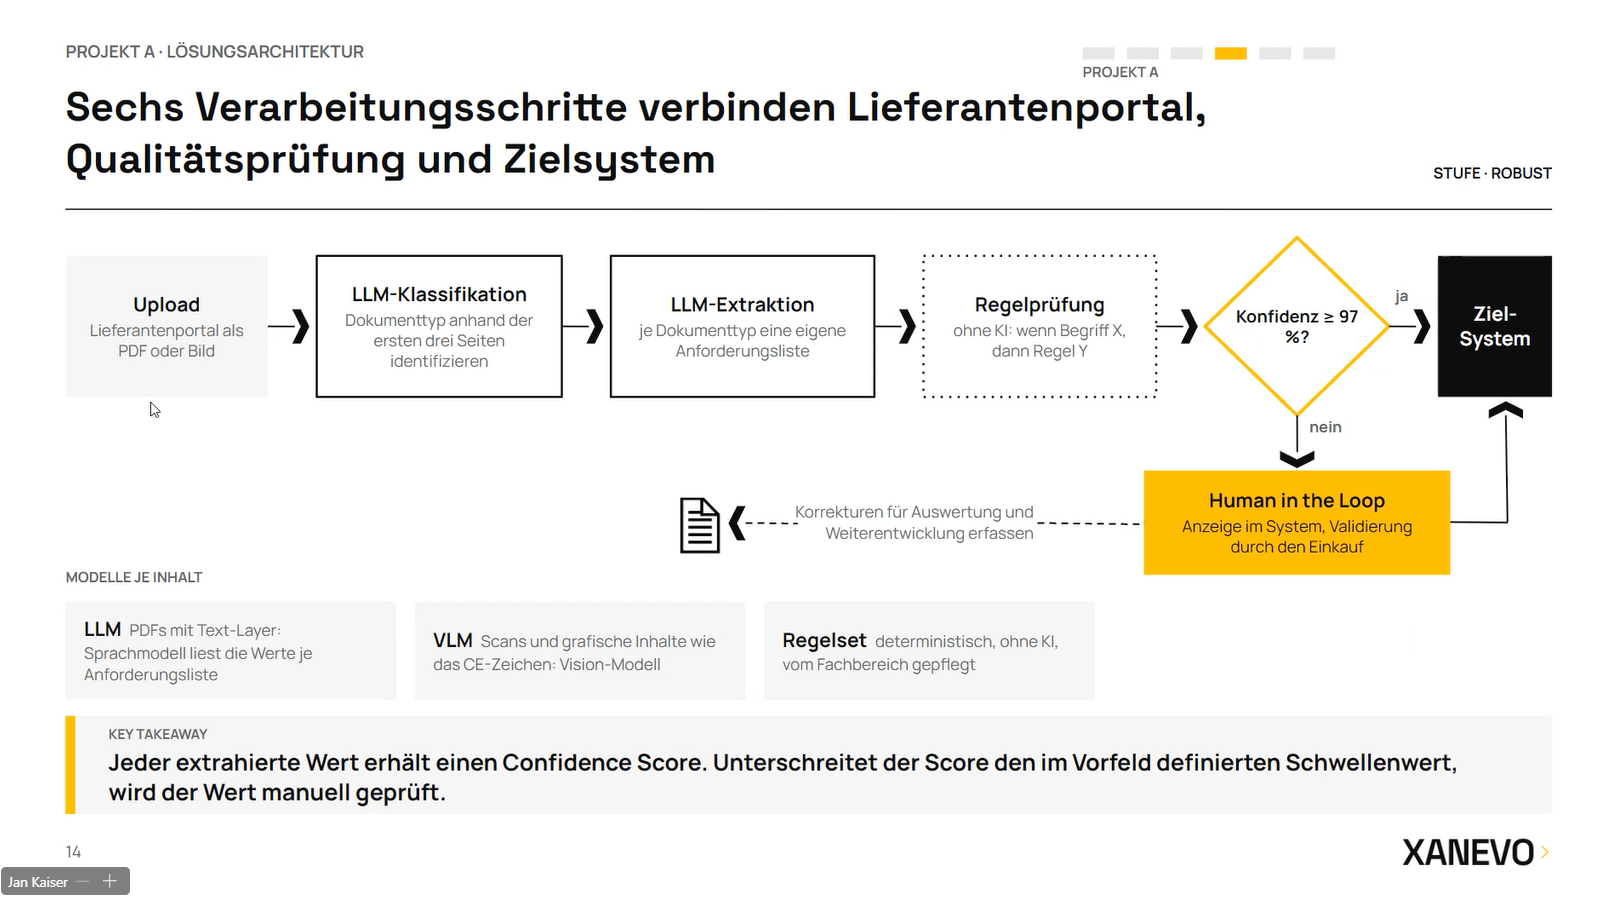 PROJEKT A · LÖSUNGSARCHITEKTUR
PROJEKT A
Sechs Verarbeitungsschritte verbinden Lieferantenportal,
Qualitätsprüfung und Zielsystem
STUFE · ROBUST
Upload
Lieferantenportal als
PDF oder Bild
LLM-Klassifikation
Dokumenttyp anhand der
ersten drei Seiten
identifizieren
LLM-Extraktion
je Dokumenttyp eine eigene
Anforderungsliste
Regelprüfung
ohne KI: wenn Begriff X,
dann Regel Y
Konfidenz ≥ 97
%?
ja
Ziel-
System
nein
Human in the Loop
Anzeige im System, Validierung
durch den Einkauf
Korrekturen für Auswertung und
Weiterentwicklung erfassen
MODELLE JE INHALT
LLM PDFs mit Text-Layer:
Sprachmodell liest die Werte je
Anforderungsliste
VLM Scans und grafische Inhalte wie
das CE-Zeichen: Vision-Modell
Regelset deterministisch, ohne KI,
vom Fachbereich gepflegt
KEY TAKEAWAY
Jeder extrahierte Wert erhält einen Confidence Score. Unterschreitet der Score den im Vorfeld definierten Schwellenwert,
wird der Wert manuell geprüft.
14
XANEVO
Jan Kaiser